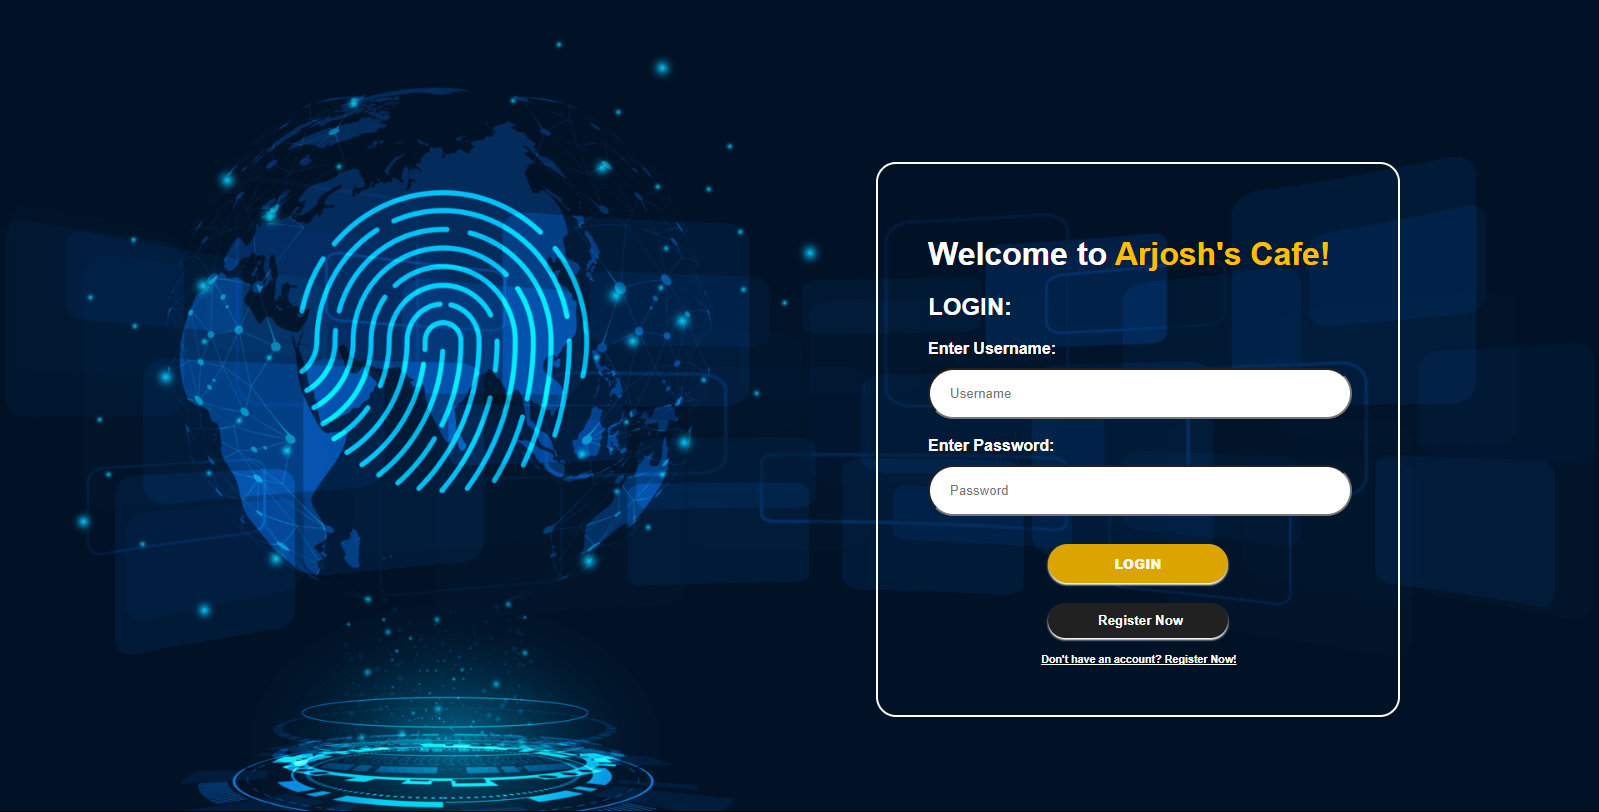 Welcome to Arjosh's Cafe!
LOGIN:
Enter Username:
Username
Enter Password:
Password
LOGIN
Register Now
Don't have an account? Register Now!